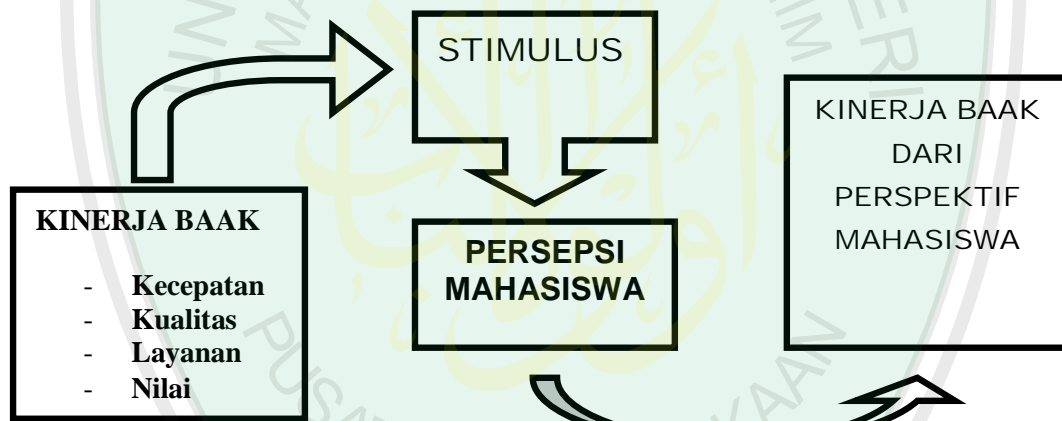 STIMULUS
KINERJA BAAK
- Kecepatan
- Kualitas
- Layanan
- Nilai
PERSEPSI
MAHASISWA
KINERJA BAAK
DARI
PERSPEKTIF
MAHASISWA